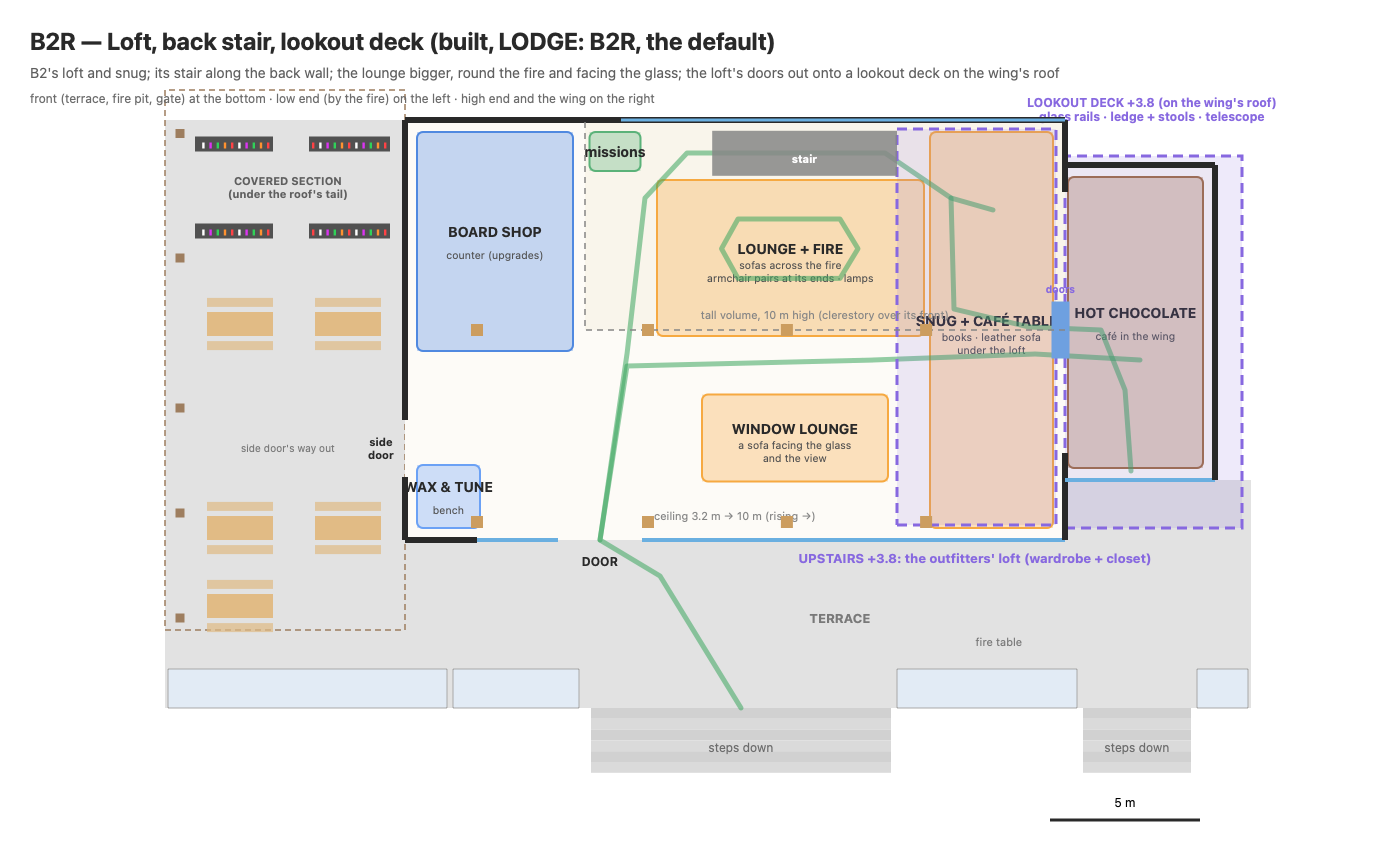 B2R — Loft, back stair, lookout deck (built, LODGE: B2R, the default)
B2's loft and snug; its stair along the back wall; the lounge bigger, round the fire and facing the glass; the loft's doors out onto a lookout deck on the wing's roof
front (terrace, fire pit, gate) at the bottom · low end (by the fire) on the left · high end and the wing on the right
LOOKOUT DECK +3.8 (on the wing's roof)
glass rails · ledge + stools · telescope
missions
stair
COVERED SECTION
(under the roof's tail)
BOARD SHOP
counter (upgrades)
LOUNGE + FIRE
sofas across the fire
armchair pairs at its ends · lamps
tall volume, 10 m high (clerestory over its front)
doors
SNUG + CAFÉ TABLE
books · leather sofa
under the loft
HOT CHOCOLATE
café in the wing
WINDOW LOUNGE
a sofa facing the glass
and the view
side door's way out
side
door
WAX & TUNE
bench
ceiling 3.2 m → 10 m (rising →)
DOOR
UPSTAIRS +3.8: the outfitters' loft (wardrobe + closet)
TERRACE
fire table
steps down
steps down
5 m